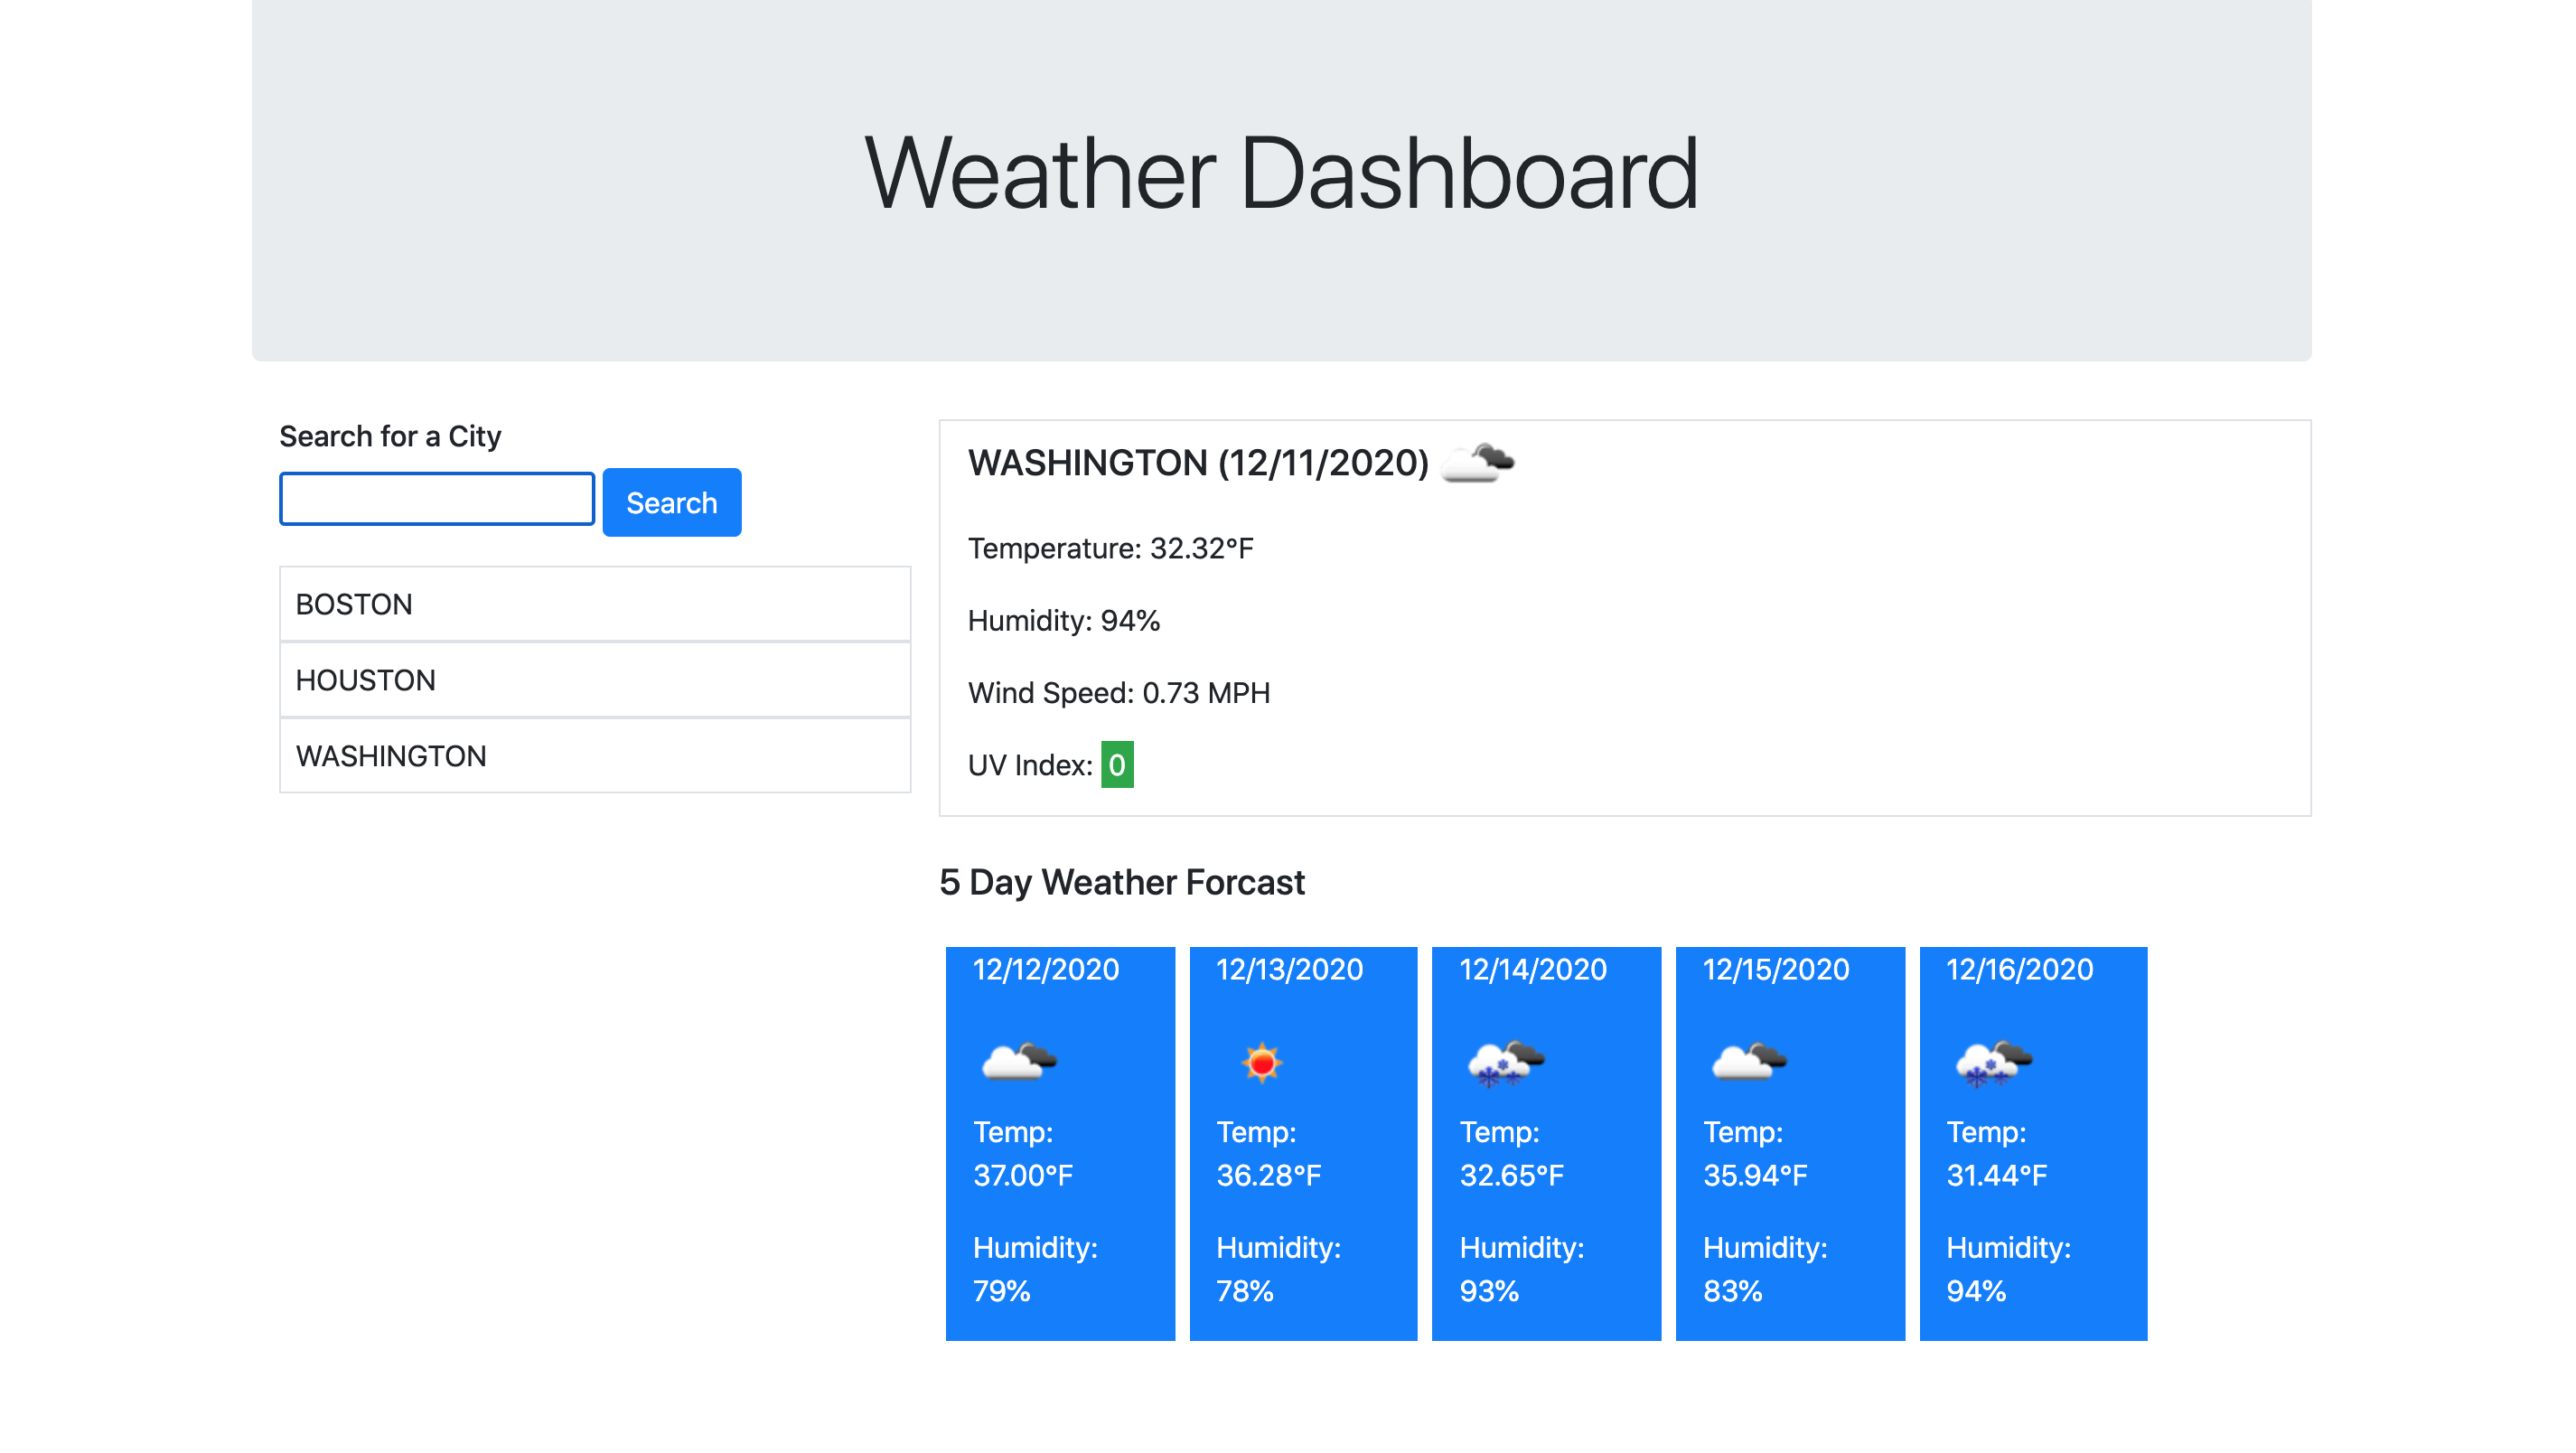 Weather Dashboard
Search for a City
Search
BOSTON
HOUSTON
WASHINGTON
WASHINGTON (12/11/2020)
Temperature: 32.32°F
Humidity: 94%
Wind Speed: 0.73 MPH
UV Index: 0
5 Day Weather Forcast
12/12/2020
Temp:
37.00°F
Humidity:
79%
12/13/2020
Temp:
36.28°F
Humidity:
78%
12/14/2020
Temp:
32.65°F
Humidity:
93%
12/15/2020
Temp:
35.94°F
Humidity:
83%
12/16/2020
Temp:
31.44°F
Humidity:
94%